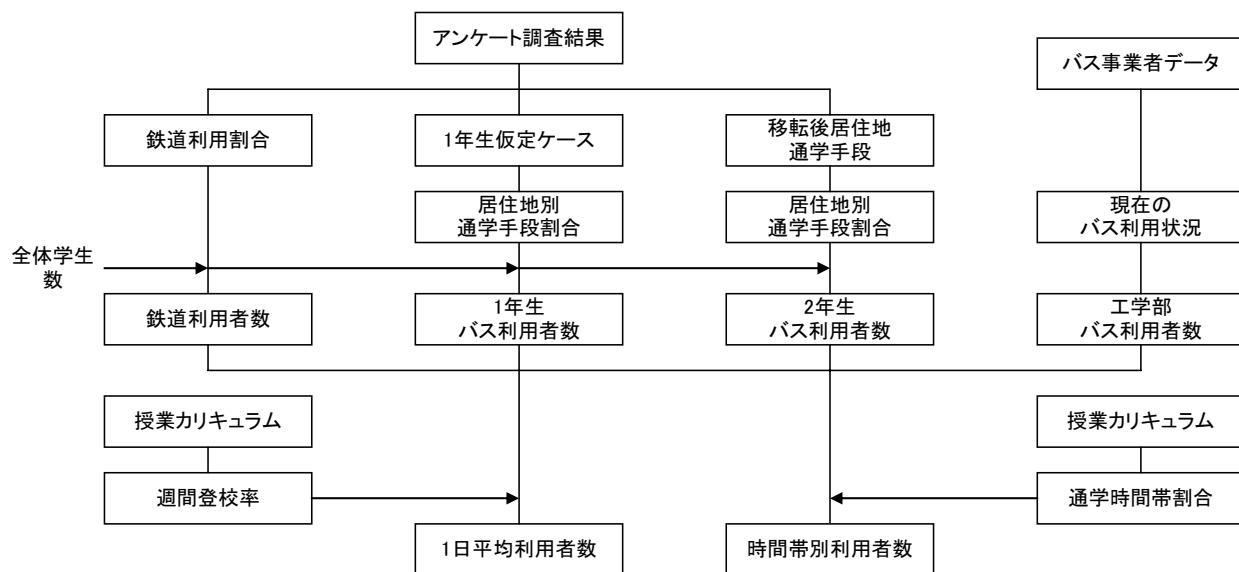 アンケート調査結果
バス事業者データ
鉄道利用割合
1年生仮定ケース
移転後居住地
通学手段
居住地別
通学手段割合
居住地別
通学手段割合
現在の
バス利用状況
全体学生
数
鉄道利用者数
1年生
バス利用者数
2年生
バス利用者数
工学部
バス利用者数
授業カリキュラム
授業カリキュラム
週間登校率
通学時間帯割合
1日平均利用者数
時間帯別利用者数